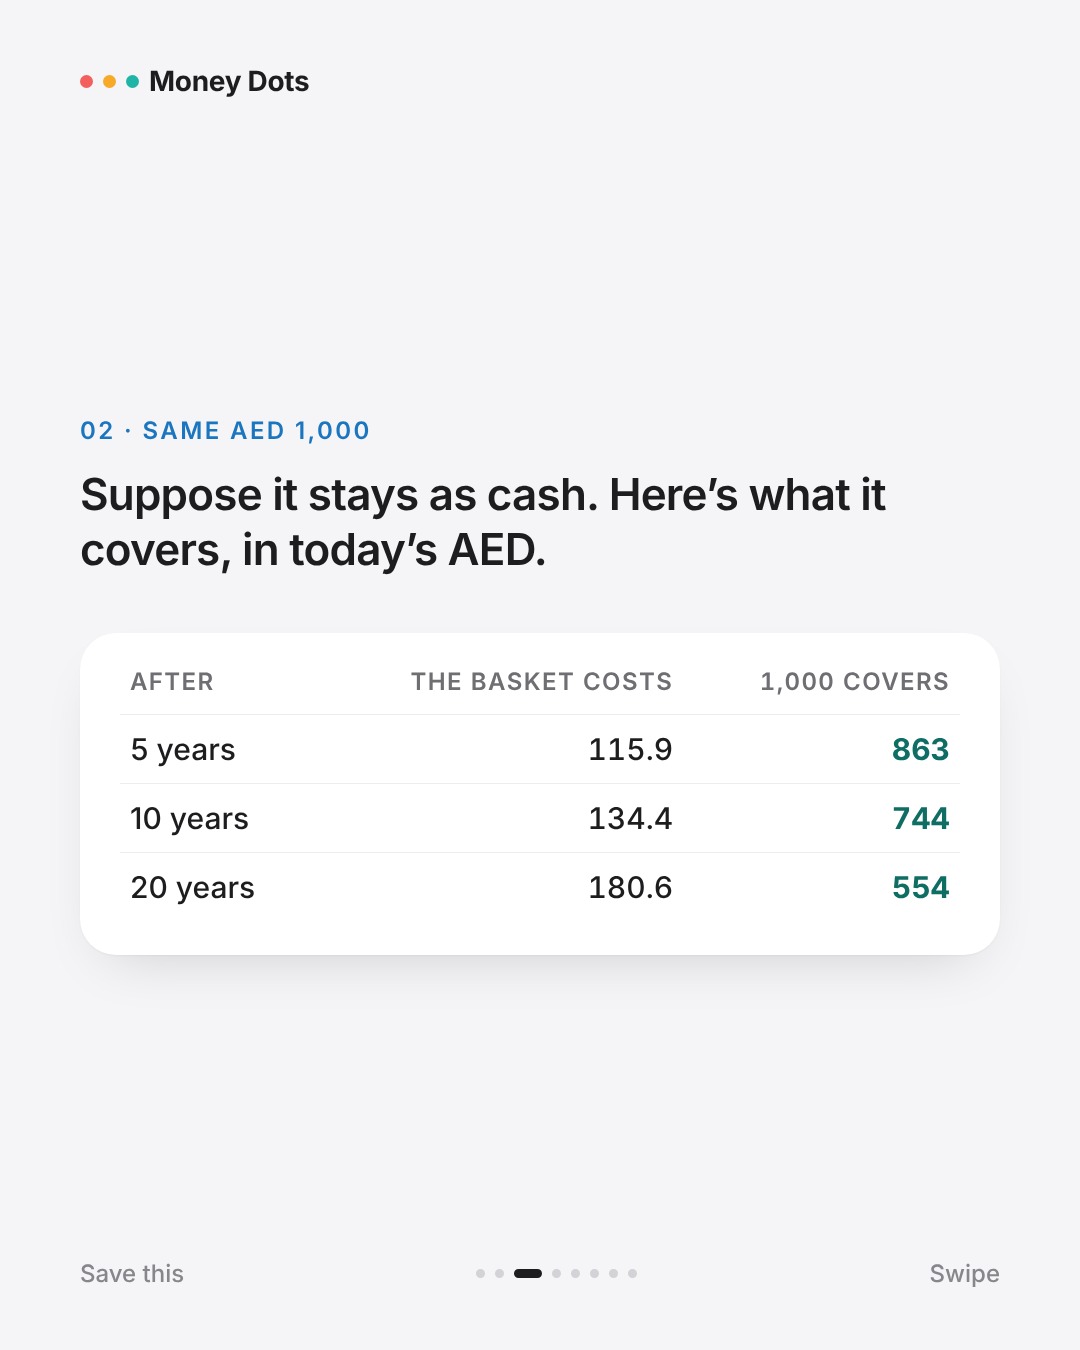 Money Dots
02 · SAME AED 1,000
Suppose it stays as cash. Here’s what it
covers, in today’s AED.
AFTER THE BASKET COSTS 1,000 COVERS
5 years 115.9 863
10 years 134.4 744
20 years 180.6 554
Save this Swipe